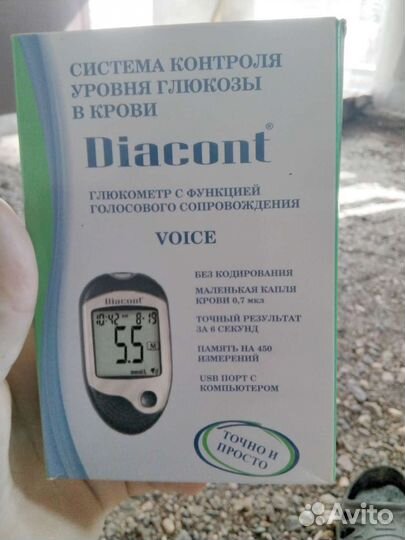 СИСТЕМА КОНТРОЛЯ
УРОВНЯ ГЛЮКОЗЫ
В КРОВИ
Diacont®
ГЛЮКОМЕТР С ФУНКЦИЕЙ
ГОЛОСОВОГО СОПРОВОЖДЕНИЯ
VOICE
БЕЗ КОДИРОВАНИЯ
МАЛЕНЬКАЯ КАПЛЯ
КРОВИ 0,7 мкл
ТОЧНЫЙ РЕЗУЛЬТАТ
ЗА 6 СЕКУНД
ПАМЯТЬ НА 450
ИЗМЕРЕНИЙ
USB ПОРТ С
КОМПЬЮТЕРОМ
Diacont
10:42 8-19
5.5
M
mmol/L
ТОЧНО И
ПРОСТО
Avito